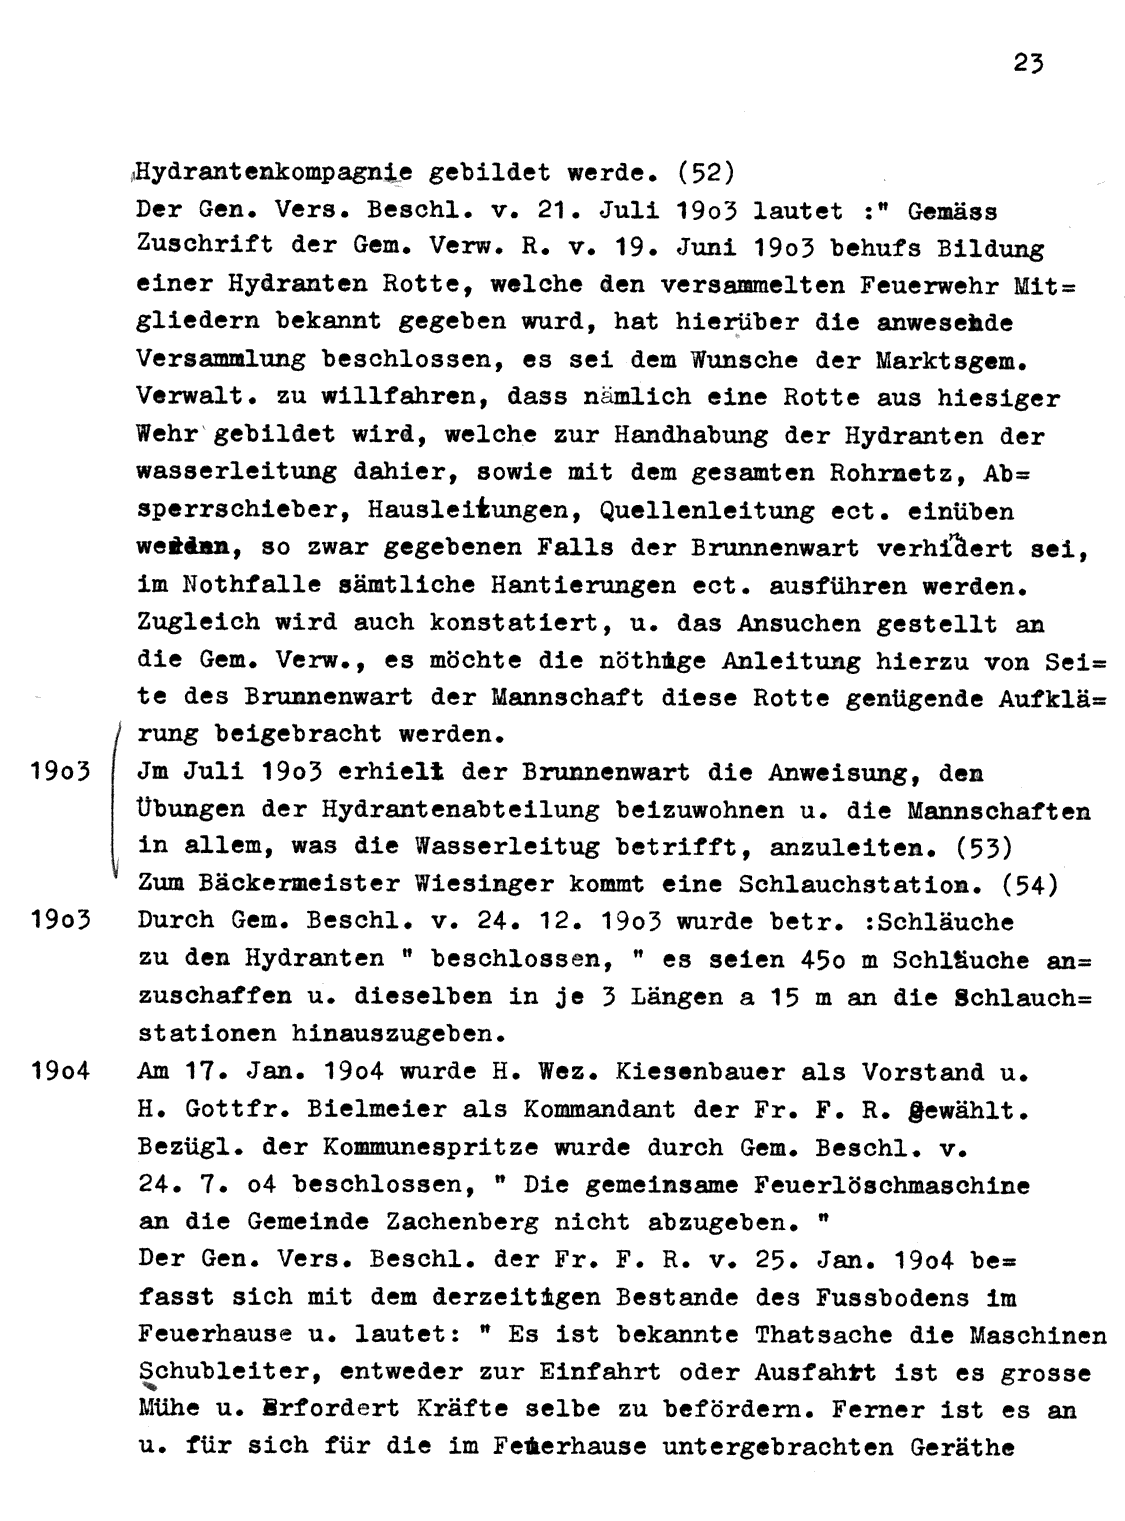 23
Hydrantenkompagnie gebildet werde. (52)
Der Gen. Vers. Beschl. v. 21. Juli 19o3 lautet :" Gemäss
Zuschrift der Gem. Verw. R. v. 19. Juni 19o3 behufs Bildung
einer Hydranten Rotte, welche den versammelten Feuerwehr Mit=
gliedern bekannt gegeben wurd, hat hierüber die anwesende
Versammlung beschlossen, es sei dem Wunsche der Marktsgem.
Verwalt. zu willfahren, dass nämlich eine Rotte aus hiesiger
Wehr gebildet wird, welche zur Handhabung der Hydranten der
wasserleitung dahier, sowie mit dem gesamten Rohrnetz, Ab=
sperrschieber, Hausleitungen, Quellenleitung ect. einüben
werden, so zwar gegebenen Falls der Brunnenwart verhindert sei,
im Nothfalle sämtliche Hantierungen ect. ausführen werden.
Zugleich wird auch konstatiert, u. das Ansuchen gestellt an
die Gem. Verw., es möchte die nöthige Anleitung hierzu von Sei=
te des Brunnenwart der Mannschaft diese Rotte genügende Aufklä=
rung beigebracht werden.
19o3 Jm Juli 19o3 erhielt der Brunnenwart die Anweisung, den
Übungen der Hydrantenabteilung beizuwohnen u. die Mannschaften
in allem, was die Wasserleitug betrifft, anzuleiten. (53)
Zum Bäckermeister Wiesinger kommt eine Schlauchstation. (54)
19o3 Durch Gem. Beschl. v. 24. 12. 19o3 wurde betr. :Schläuche
zu den Hydranten " beschlossen, " es seien 45o m Schläuche an=
zuschaffen u. dieselben in je 3 Längen a 15 m an die Schlauch=
stationen hinauszugeben.
19o4 Am 17. Jan. 19o4 wurde H. Wez. Kiesenbauer als Vorstand u.
H. Gottfr. Bielmeier als Kommandant der Fr. F. R. gewählt.
Bezügl. der Kommunespritze wurde durch Gem. Beschl. v.
24. 7. o4 beschlossen, " Die gemeinsame Feuerlöschmaschine
an die Gemeinde Zachenberg nicht abzugeben. "
Der Gen. Vers. Beschl. der Fr. F. R. v. 25. Jan. 19o4 be=
fasst sich mit dem derzeitigen Bestande des Fussbodens im
Feuerhause u. lautet: " Es ist bekannte Thatsache die Maschinen
Schubleiter, entweder zur Einfahrt oder Ausfahrt ist es grosse
Mühe u. Erfordert Kräfte selbe zu befördern. Ferner ist es an
u. für sich für die im Feuerhause untergebrachten Geräthe